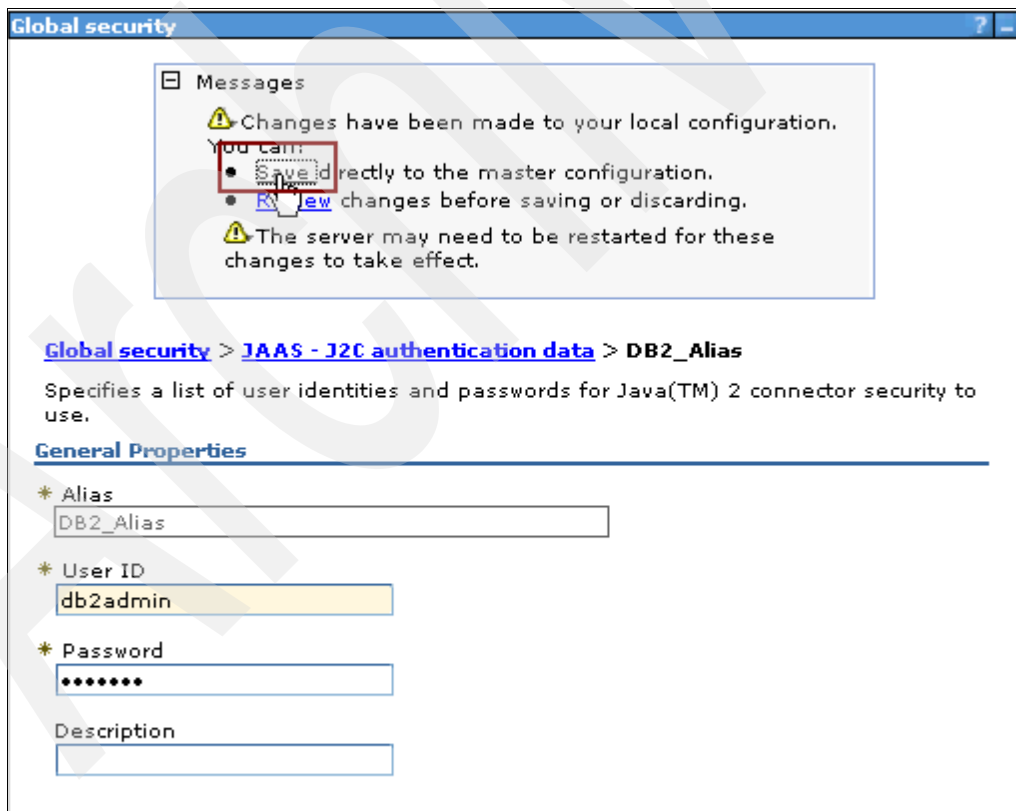 Global security ? _
Messages
Changes have been made to your local configuration.
You can:
Save directly to the master configuration.
Review changes before saving or discarding.
The server may need to be restarted for these
changes to take effect.
Global security > JAAS - J2C authentication data > DB2_Alias
Specifies a list of user identities and passwords for Java(TM) 2 connector security to
use.
General Properties
* Alias
DB2_Alias
* User ID
db2admin
* Password
•••••••
Description